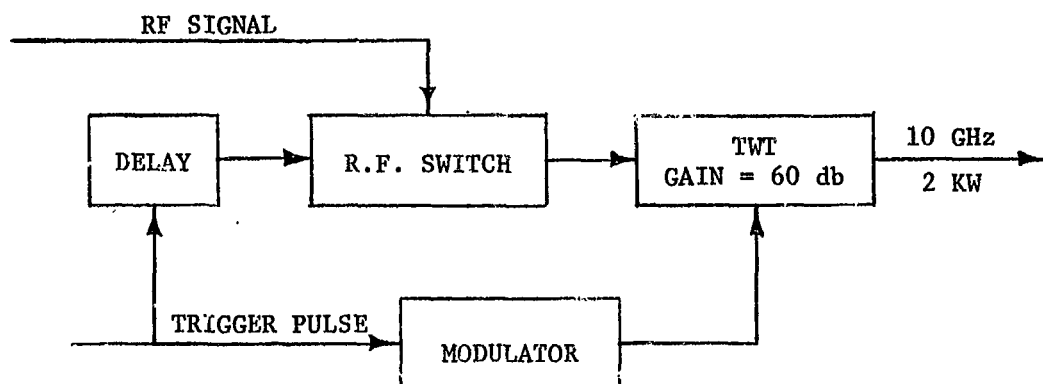 RF SIGNAL
DELAY
R.F. SWITCH
TWT
GAIN = 60 db
10 GHz
2 KW
TRIGGER PULSE
MODULATOR